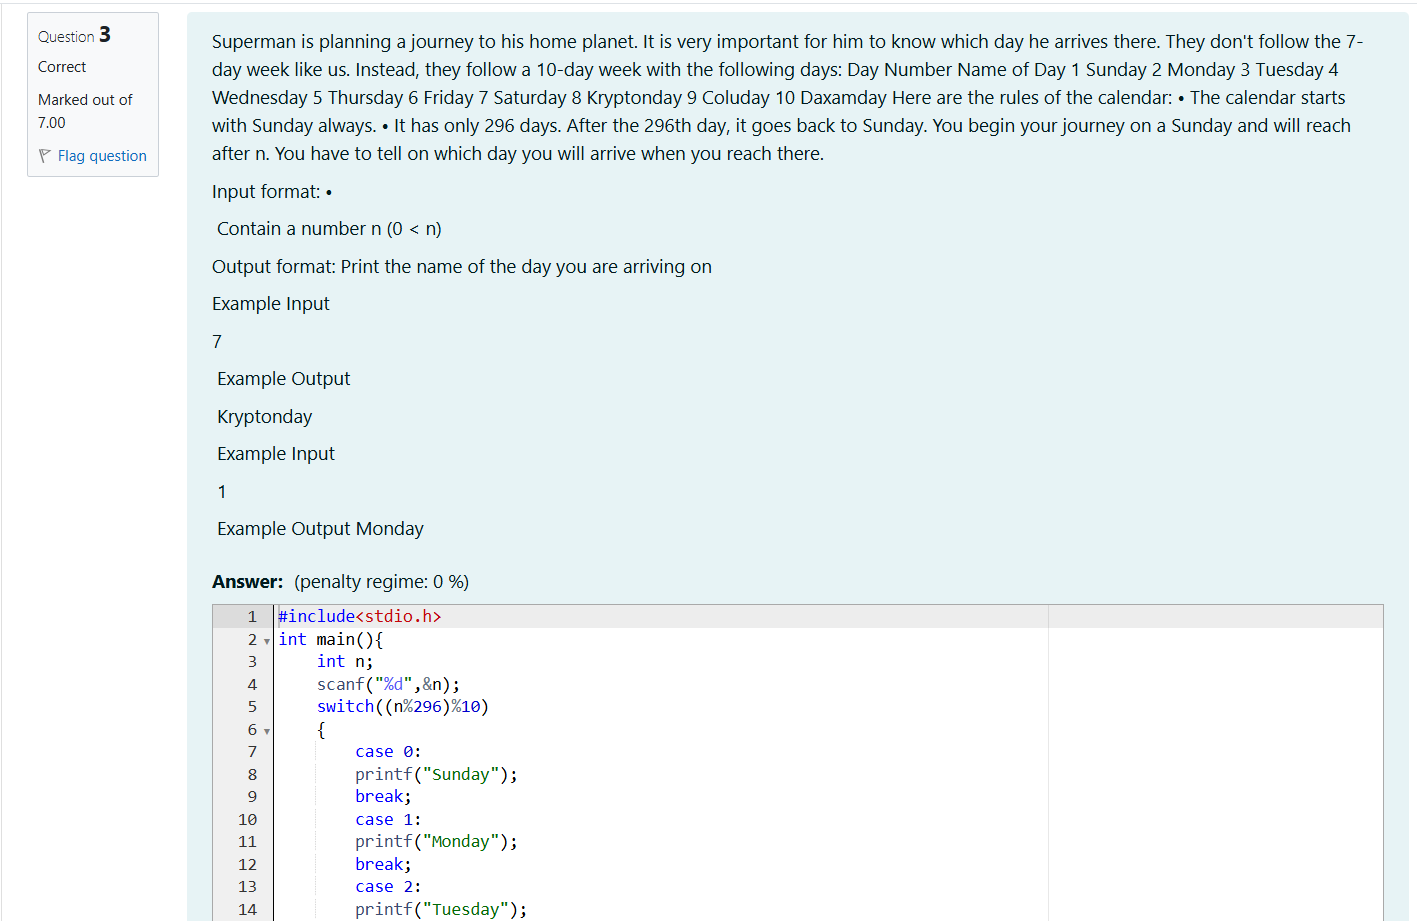 Question 3
Correct
Marked out of
7.00
Flag question
Superman is planning a journey to his home planet. It is very important for him to know which day he arrives there. They don't follow the 7-
day week like us. Instead, they follow a 10-day week with the following days: Day Number Name of Day 1 Sunday 2 Monday 3 Tuesday 4
Wednesday 5 Thursday 6 Friday 7 Saturday 8 Kryptonday 9 Coluday 10 Daxamday Here are the rules of the calendar: • The calendar starts
with Sunday always. • It has only 296 days. After the 296th day, it goes back to Sunday. You begin your journey on a Sunday and will reach
after n. You have to tell on which day you will arrive when you reach there.
Input format: •
Contain a number n (0 < n)
Output format: Print the name of the day you are arriving on
Example Input
7
Example Output
Kryptonday
Example Input
1
Example Output Monday
Answer: (penalty regime: 0 %)
1 #include<stdio.h>
2 int main(){
3 int n;
4 scanf("%d",&n);
5 switch((n%296)%10)
6 {
7 case 0:
8 printf("Sunday");
9 break;
10 case 1:
11 printf("Monday");
12 break;
13 case 2:
14 printf("Tuesday");